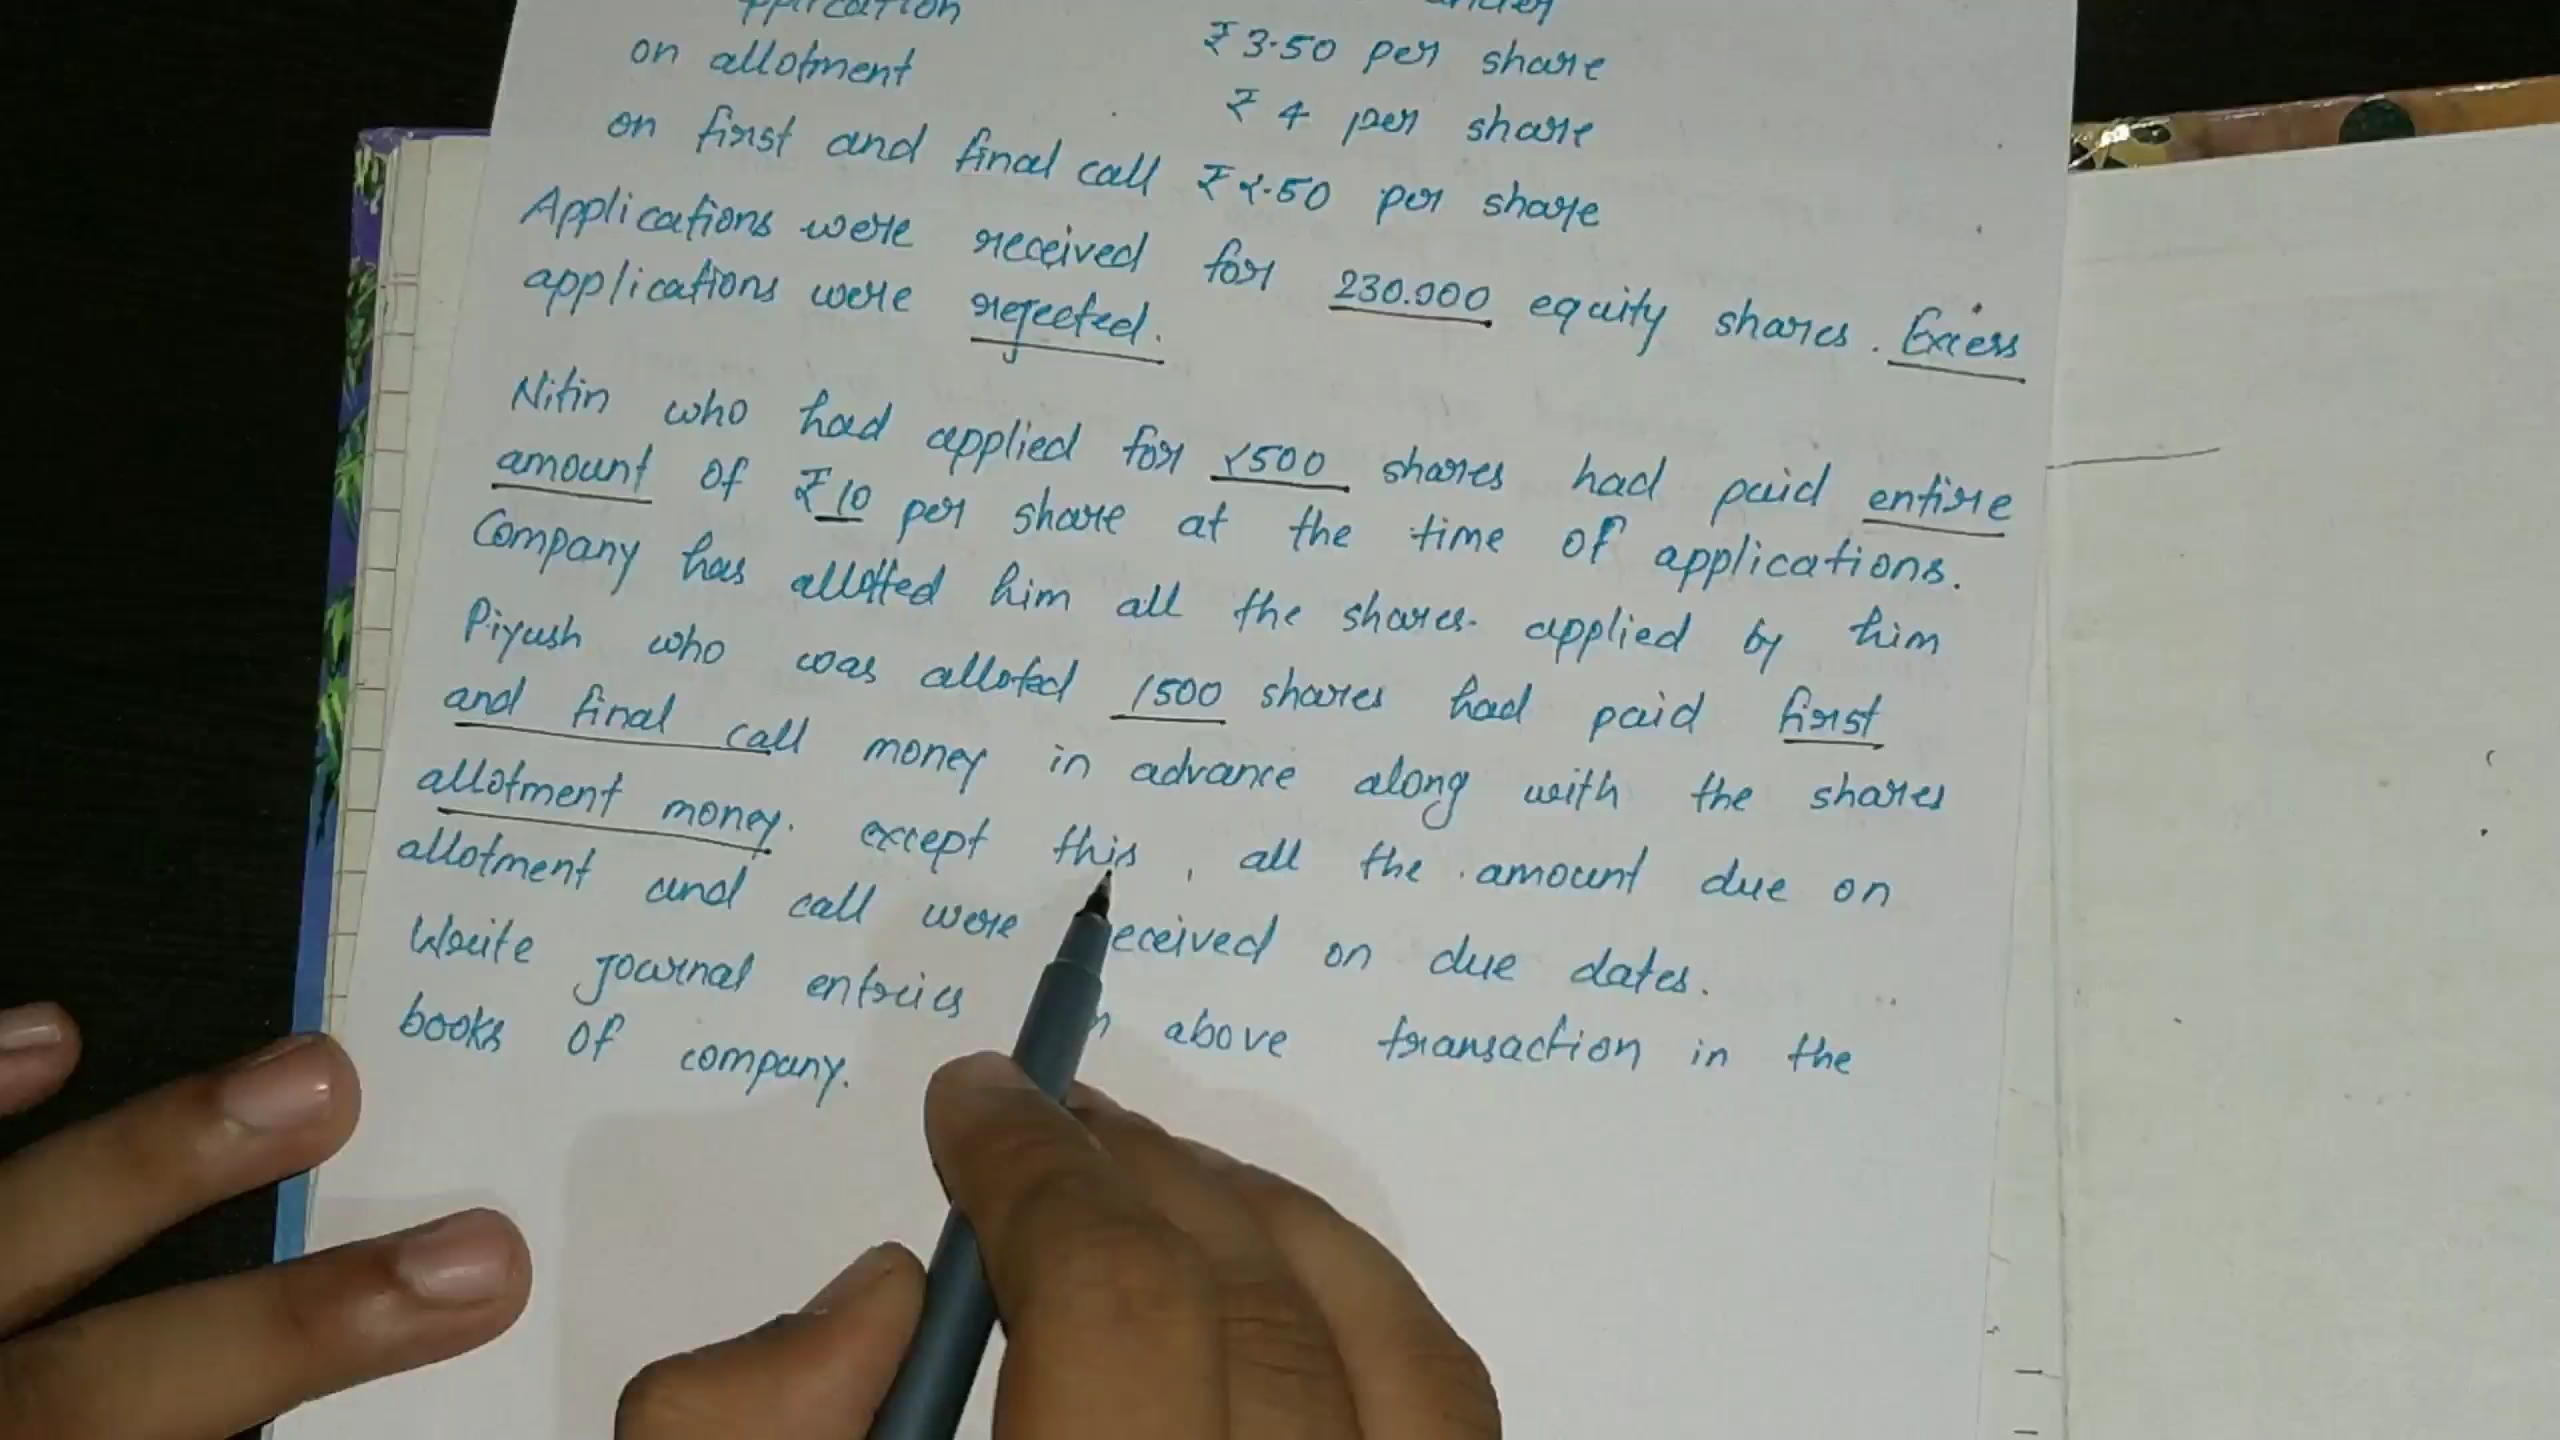 on allotment ₹ 3.50 per share
₹ 4 per share
on first and final call ₹ 2.50 per share
Applications were received for 230.000 equity shares. Excess
applications were rejected.
Nitin who had applied for 2500 shares had paid entire
amount of ₹ 10 per share at the time of applications.
Company has allotted him all the shares. applied by him
Piyush who was alloted 1500 shares had paid first
and final call money in advance along with the shares
allotment money. except this, all the amount due on
allotment and call were received on due dates.
Write journal entries above transaction in the
books of company.